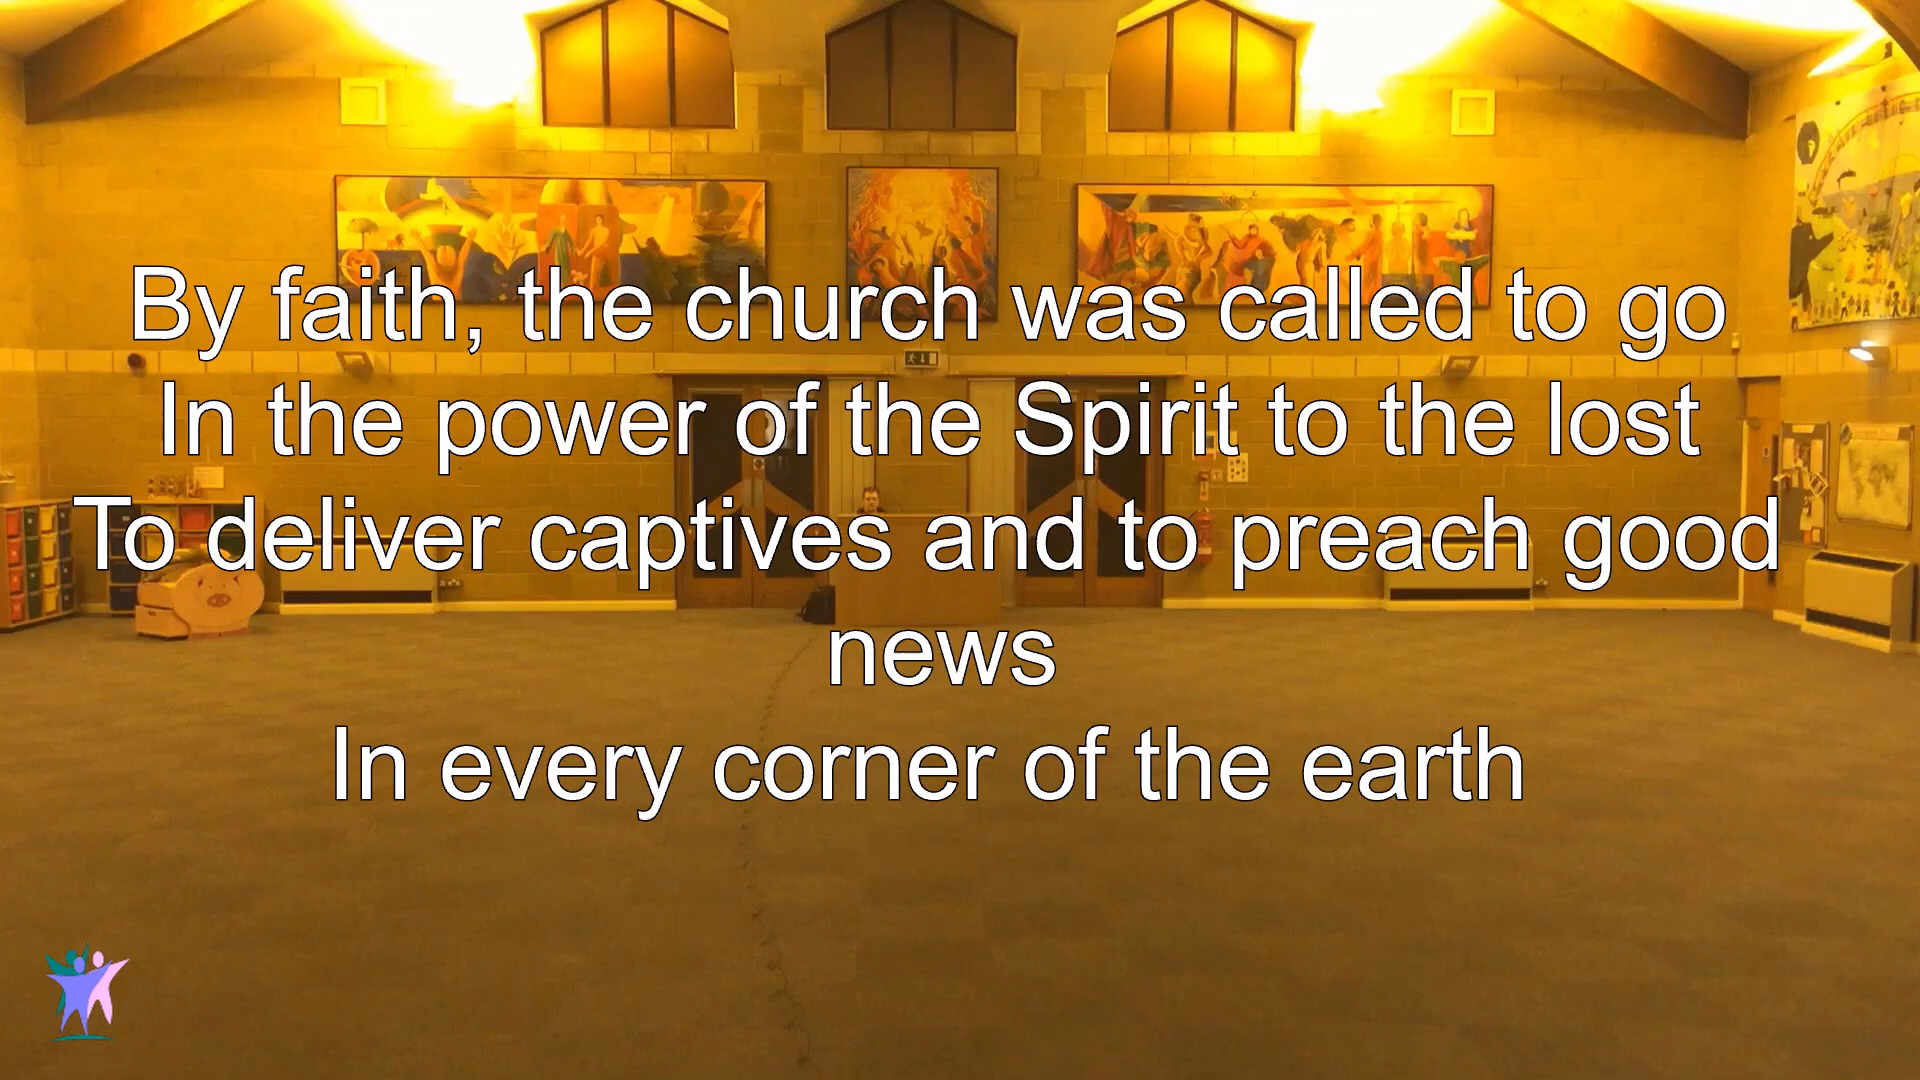 By faith, the church was called to go
In the power of the Spirit to the lost
To deliver captives and to preach good
news
In every corner of the earth